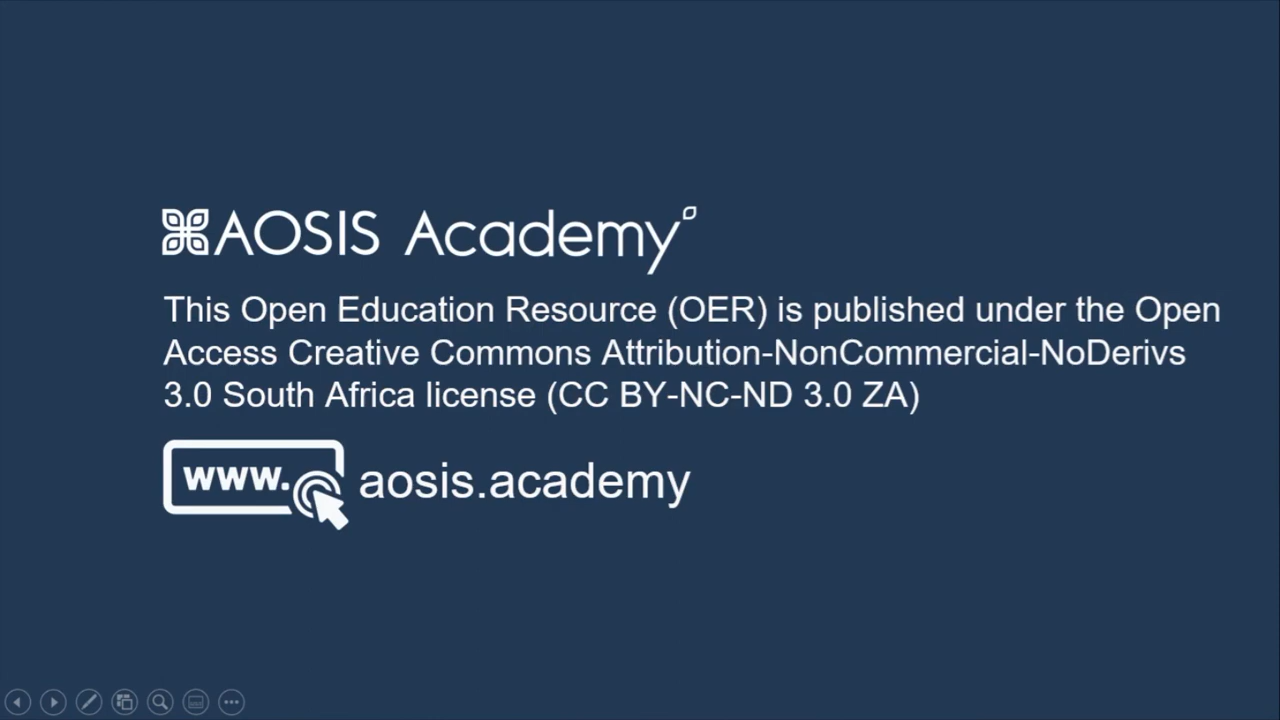 AOSIS Academy
This Open Education Resource (OER) is published under the Open
Access Creative Commons Attribution-NonCommercial-NoDerivs
3.0 South Africa license (CC BY-NC-ND 3.0 ZA)
www. aosis.academy